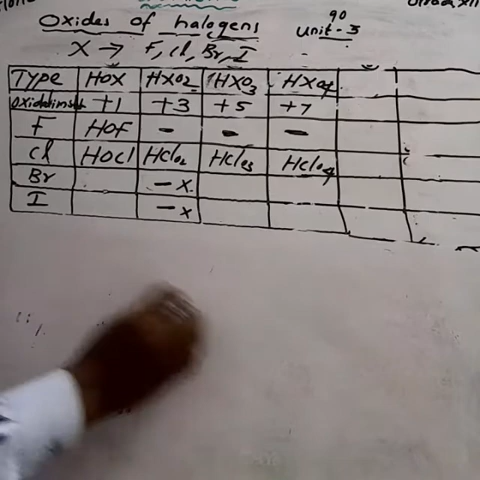 Oxides of halogens
90
unit-3
X → F, Cl, Br, I
Type HOX HXO2 HXO3 HXO4
+1 +3 +5 +7
F HOF - - -
Cl HOCl HClO2 HClO3 HClO4
Br - x
I - x